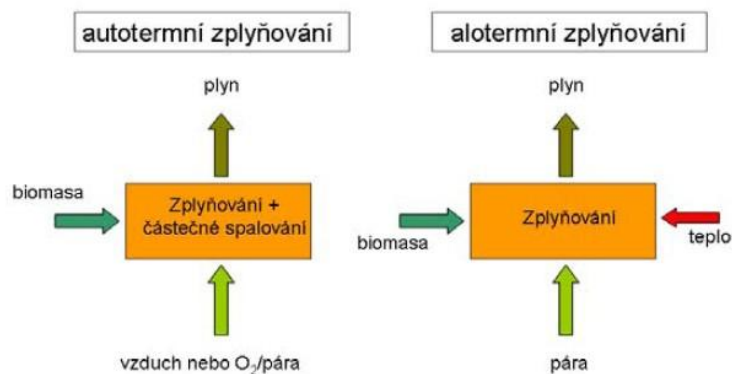 autotermní zplyňování
plyn
biomasa
Zplyňování +
částečné spalování
vzduch nebo O₂/pára
alotermní zplyňování
plyn
biomasa
Zplyňování
teplo
pára